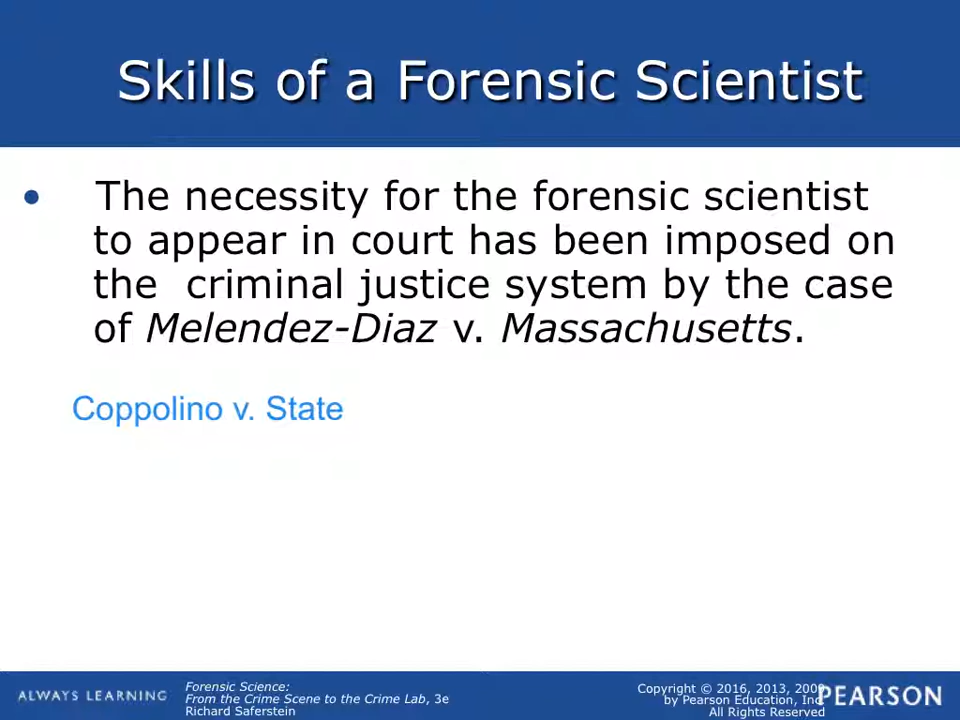 Skills of a Forensic Scientist
• The necessity for the forensic scientist
to appear in court has been imposed on
the criminal justice system by the case
of Melendez-Diaz v. Massachusetts.
Coppolino v. State
ALWAYS LEARNING
Forensic Science:
From the Crime Scene to the Crime Lab, 3e
Richard Saferstein
Copyright © 2016, 2013, 2009
by Pearson Education, Inc.
All Rights Reserved
PEARSON